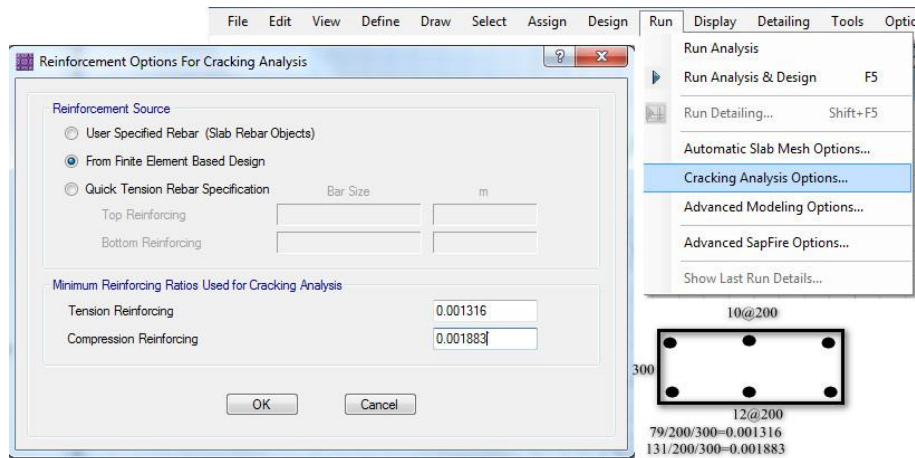 File Edit View Define Draw Select Assign Design Run Display Detailing Tools
Reinforcement Options For Cracking Analysis
Reinforcement Source
User Specified Rebar (Slab Rebar Objects)
From Finite Element Based Design
Quick Tension Rebar Specification
Bar Size
m
Top Reinforcing
Bottom Reinforcing
Minimum Reinforcing Ratios Used for Cracking Analysis
Tension Reinforcing
0.001316
Compression Reinforcing
0.001883
OK
Cancel
Run Analysis
Run Analysis & Design F5
Run Detailing... Shift+F5
Automatic Slab Mesh Options...
Cracking Analysis Options...
Advanced Modeling Options...
Advanced SapFire Options...
Show Last Run Details...
10@200
300
12@200
79/200/300=0.001316
131/200/300=0.001883